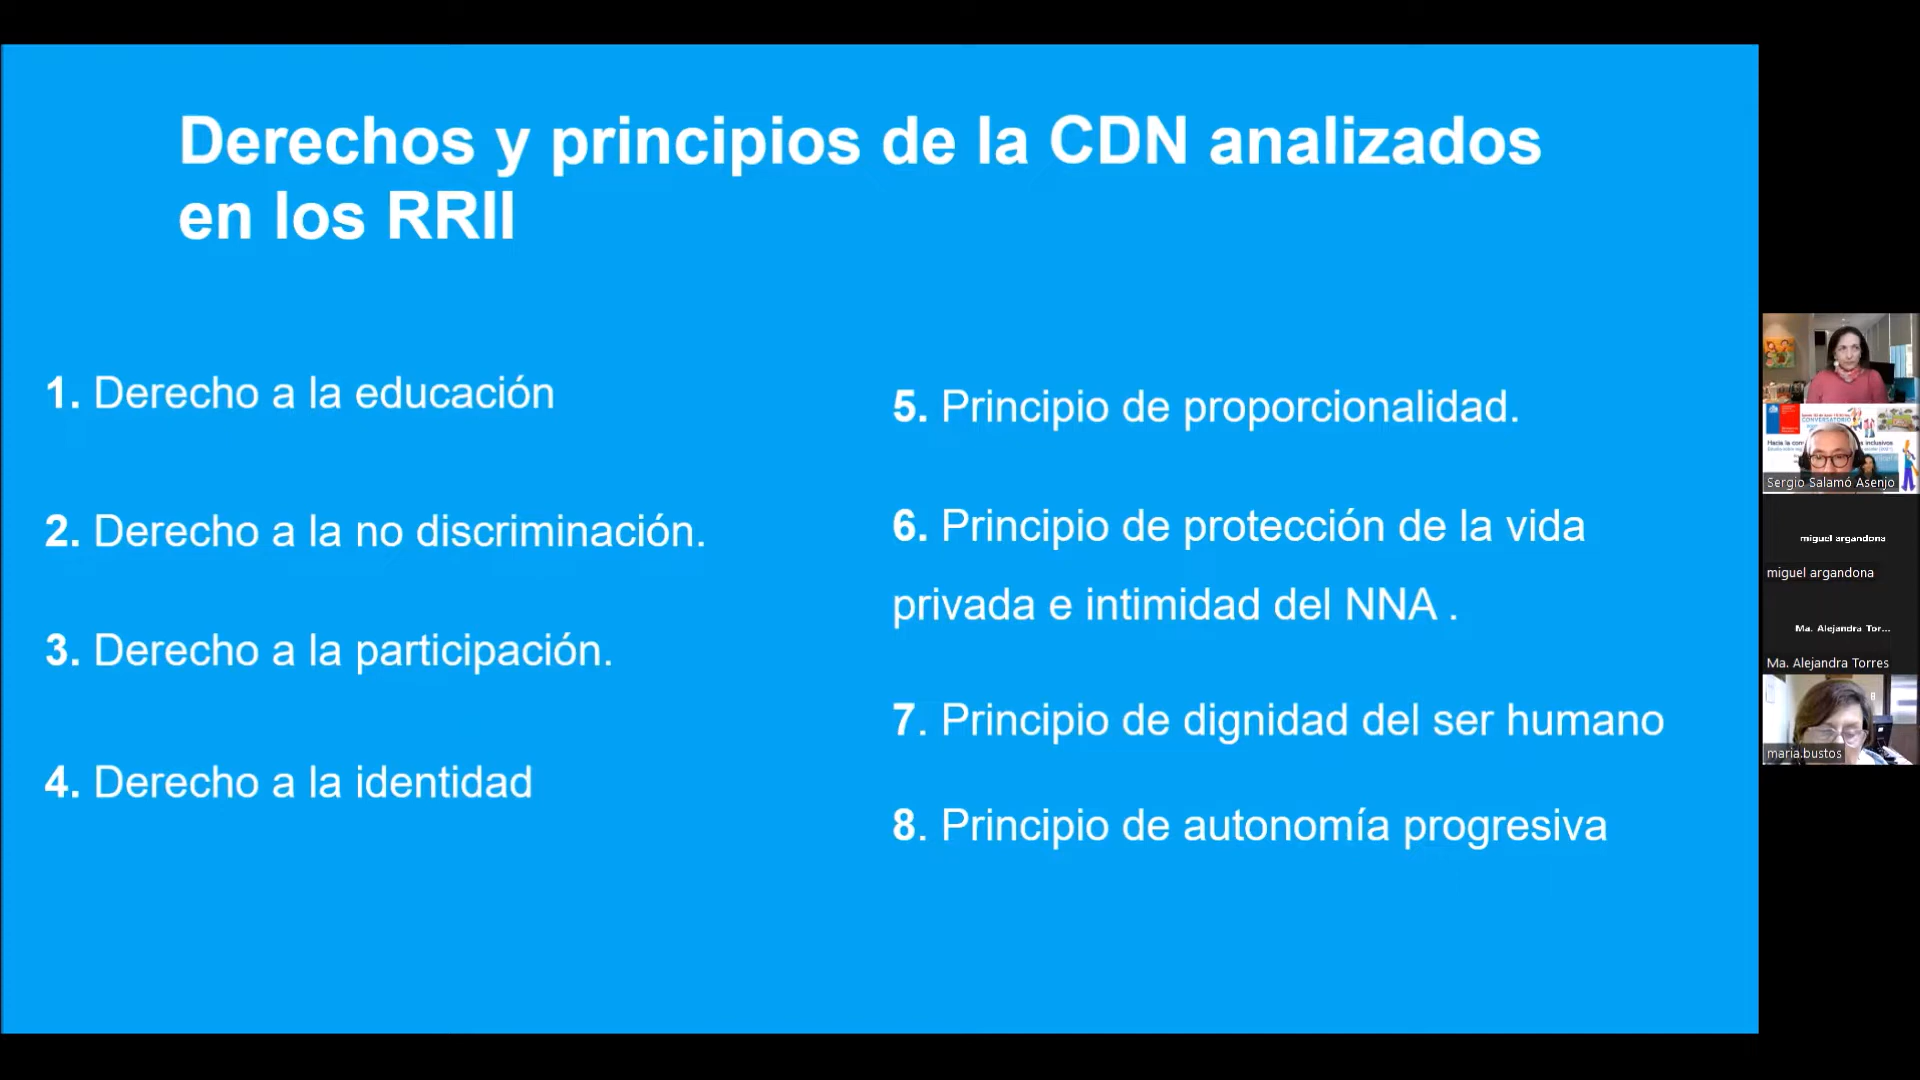 Derechos y principios de la CDN analizados
en los RRII
1. Derecho a la educación
2. Derecho a la no discriminación.
3. Derecho a la participación.
4. Derecho a la identidad
5. Principio de proporcionalidad.
6. Principio de protección de la vida
privada e intimidad del NNA .
7. Principio de dignidad del ser humano
8. Principio de autonomía progresiva
CONVERSATORIO
inclusivos
Sergio Salamó Asenjo
miguel argandona
miguel argandona
Ma. Alejandra Tor...
Ma. Alejandra Torres
maria.bustos